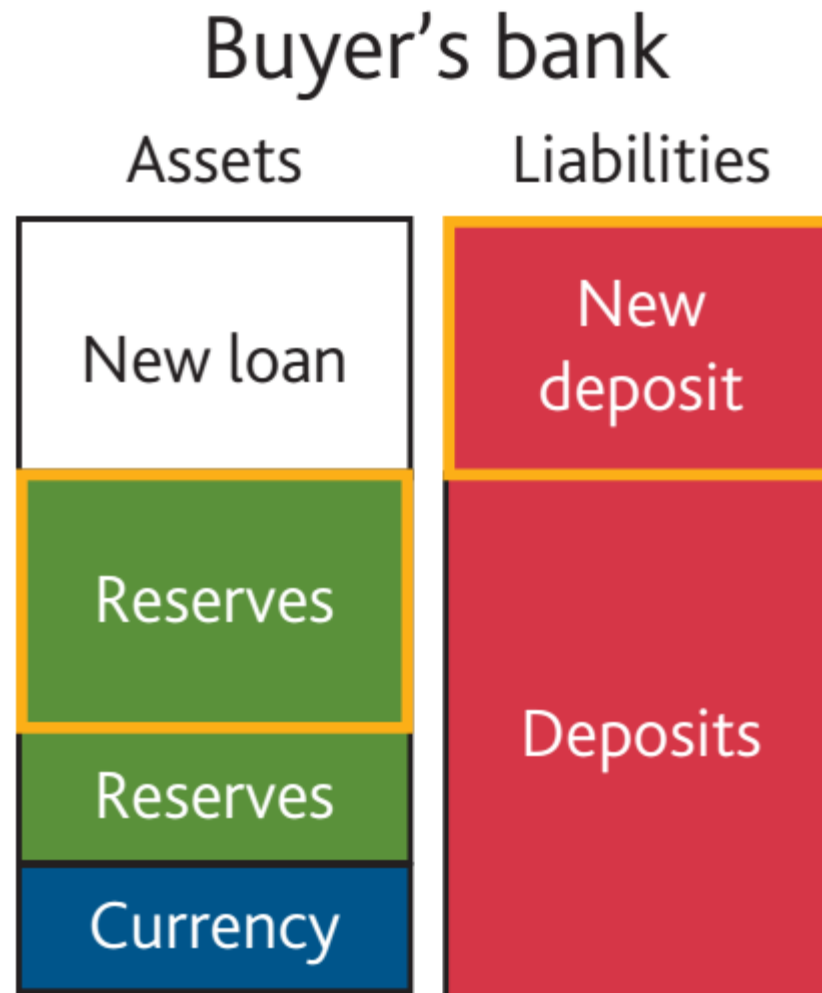 Buyer’s bank
Assets
Liabilities
New loan
New
deposit
Reserves
Reserves
Deposits
Currency